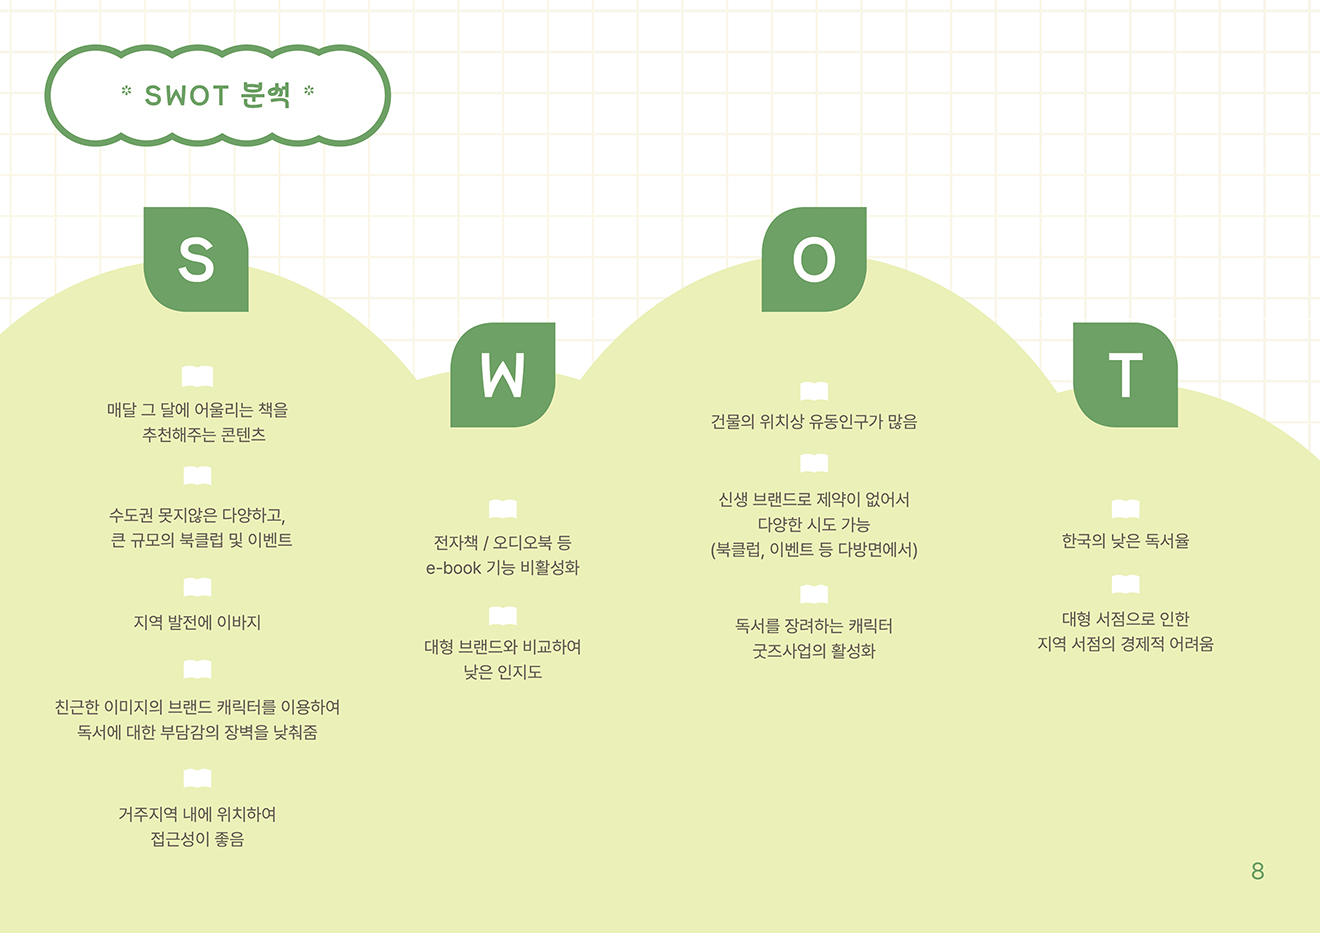 * SWOT 분석 *
S
매달 그 달에 어울리는 책을
추천해주는 콘텐츠
수도권 못지않은 다양하고,
큰 규모의 북클럽 및 이벤트
지역 발전에 이바지
친근한 이미지의 브랜드 캐릭터를 이용하여
독서에 대한 부담감의 장벽을 낮춰줌
거주지역 내에 위치하여
접근성이 좋음
W
전자책 / 오디오북 등
e-book 기능 비활성화
대형 브랜드와 비교하여
낮은 인지도
O
건물의 위치상 유동인구가 많음
신생 브랜드로 제약이 없어서
다양한 시도 가능
(북클럽, 이벤트 등 다방면에서)
독서를 장려하는 캐릭터
굿즈사업의 활성화
T
한국의 낮은 독서율
대형 서점으로 인한
지역 서점의 경제적 어려움
8